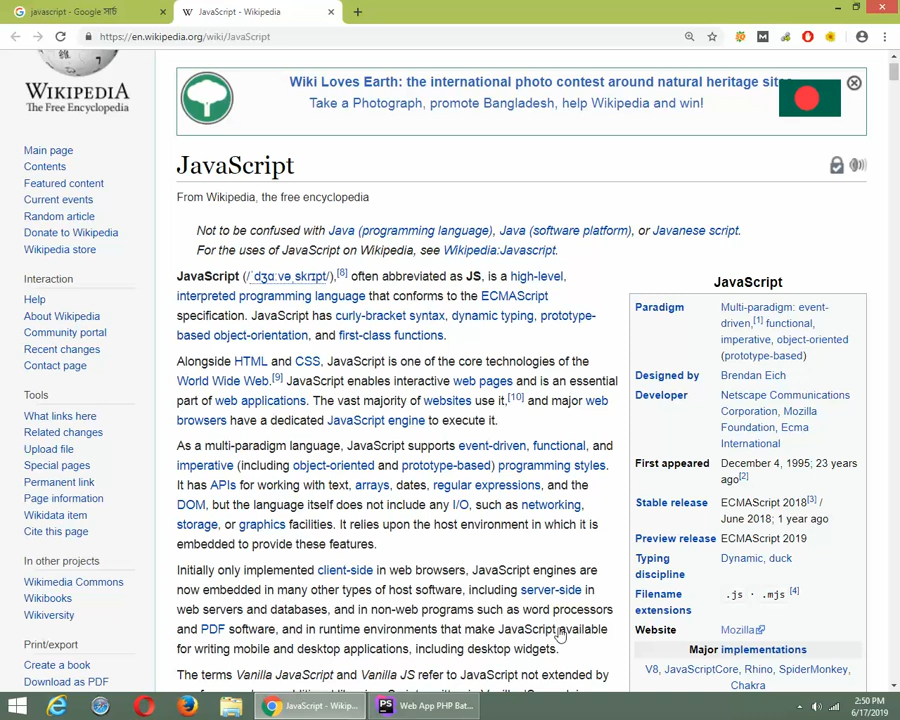 javascript - Google সার্চ
JavaScript - Wikipedia
https://en.wikipedia.org/wiki/JavaScript
WIKIPEDIA
The Free Encyclopedia
Main page
Contents
Featured content
Current events
Random article
Donate to Wikipedia
Wikipedia store
Interaction
Help
About Wikipedia
Community portal
Recent changes
Contact page
Tools
What links here
Related changes
Upload file
Special pages
Permanent link
Page information
Wikidata item
Cite this page
In other projects
Wikimedia Commons
Wikibooks
Wikiversity
Print/export
Create a book
Download as PDF
Wiki Loves Earth: the international photo contest around natural heritage sites
Take a Photograph, promote Bangladesh, help Wikipedia and win!
JavaScript
From Wikipedia, the free encyclopedia
Not to be confused with Java (programming language), Java (software platform), or Javanese script.
For the uses of JavaScript on Wikipedia, see Wikipedia:Javascript.
JavaScript (/ˈdʒɑːvəˌskrɪpt/),[8] often abbreviated as JS, is a high-level,
interpreted programming language that conforms to the ECMAScript
specification. JavaScript has curly-bracket syntax, dynamic typing, prototype-
based object-orientation, and first-class functions.
Alongside HTML and CSS, JavaScript is one of the core technologies of the
World Wide Web.[9] JavaScript enables interactive web pages and is an essential
part of web applications. The vast majority of websites use it,[10] and major web
browsers have a dedicated JavaScript engine to execute it.
As a multi-paradigm language, JavaScript supports event-driven, functional, and
imperative (including object-oriented and prototype-based) programming styles.
It has APIs for working with text, arrays, dates, regular expressions, and the
DOM, but the language itself does not include any I/O, such as networking,
storage, or graphics facilities. It relies upon the host environment in which it is
embedded to provide these features.
Initially only implemented client-side in web browsers, JavaScript engines are
now embedded in many other types of host software, including server-side in
web servers and databases, and in non-web programs such as word processors
and PDF software, and in runtime environments that make JavaScript available
for writing mobile and desktop applications, including desktop widgets.
The terms Vanilla JavaScript and Vanilla JS refer to JavaScript not extended by
JavaScript
Paradigm Multi-paradigm: event-
driven,[1] functional,
imperative, object-oriented
(prototype-based)
Designed by Brendan Eich
Developer Netscape Communications
Corporation, Mozilla
Foundation, Ecma
International
First appeared December 4, 1995; 23 years
ago[2]
Stable release ECMAScript 2018[3] /
June 2018; 1 year ago
Preview release ECMAScript 2019
Typing Dynamic, duck
discipline
Filename .js · .mjs [4]
extensions
Website Mozilla
Major implementations
V8, JavaScriptCore, Rhino, SpiderMonkey,
Chakra
JavaScript - Wikip...
PS
Web App PHP Bat...
2:50 PM
6/17/2019